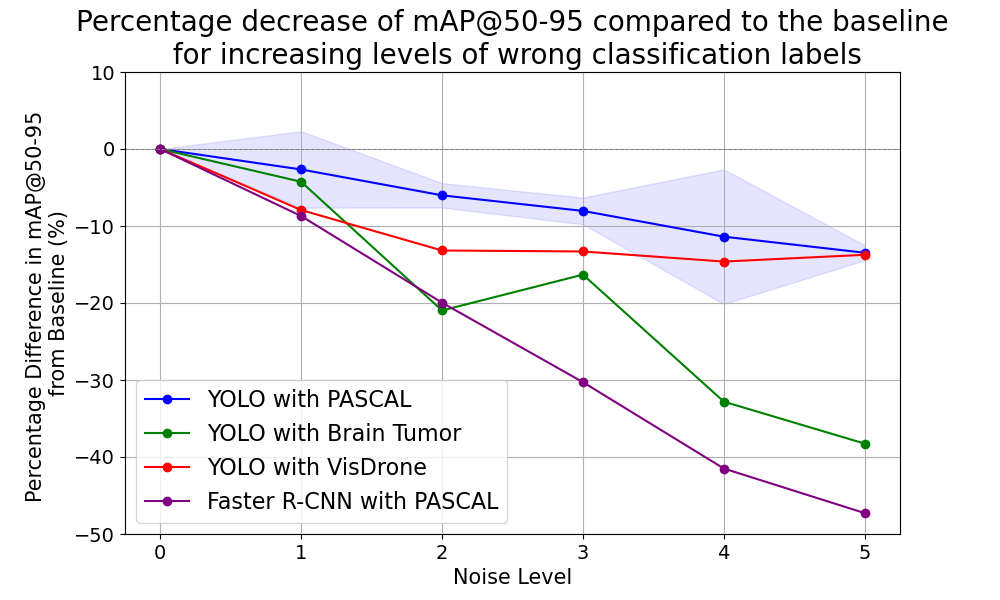 Percentage decrease of mAP@50-95 compared to the baseline
for increasing levels of wrong classification labels
Percentage Difference in mAP@50-95
from Baseline (%)
10
0
−10
−20
−30
−40
−50
YOLO with PASCAL
YOLO with Brain Tumor
YOLO with VisDrone
Faster R-CNN with PASCAL
0 1 2 3 4 5
Noise Level